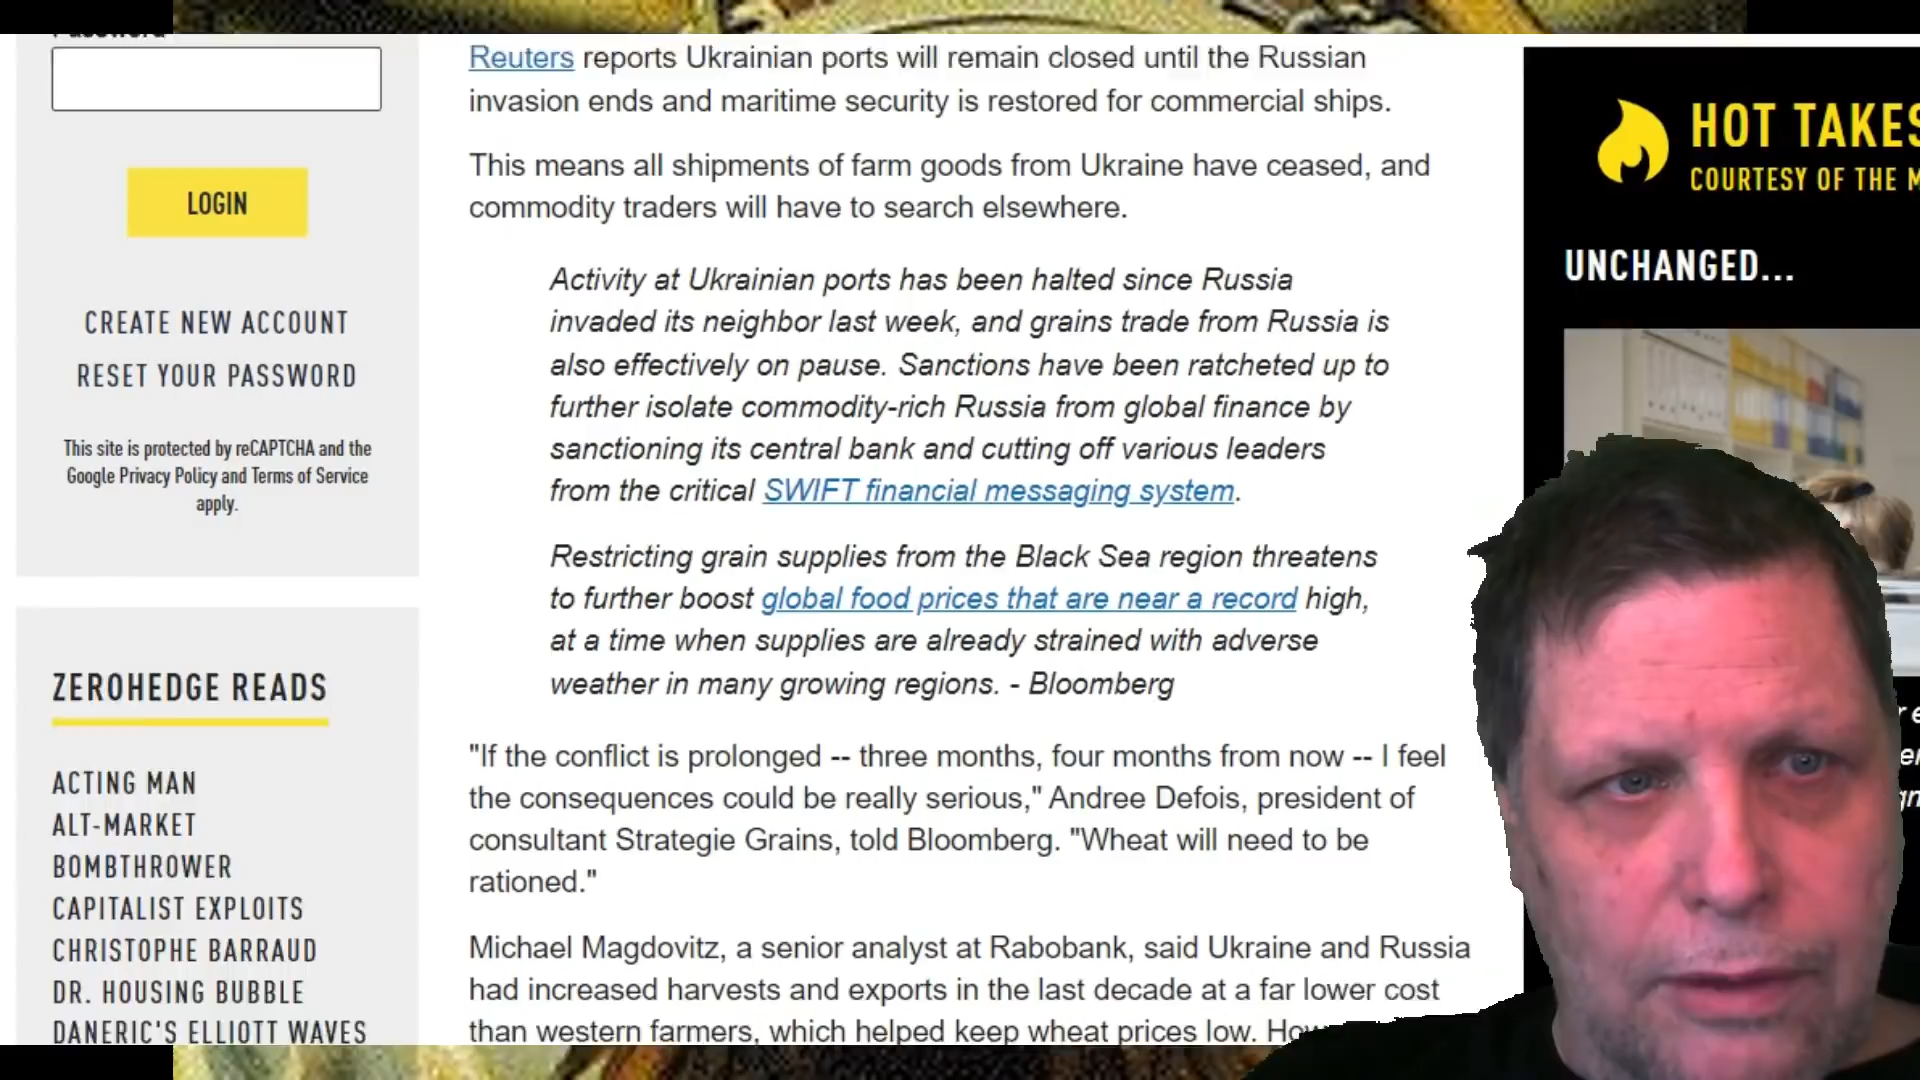 Password
LOGIN
CREATE NEW ACCOUNT
RESET YOUR PASSWORD
This site is protected by reCAPTCHA and the
Google Privacy Policy and Terms of Service
apply.
ZEROHEDGE READS
ACTING MAN
ALT-MARKET
BOMBTHROWER
CAPITALIST EXPLOITS
CHRISTOPHE BARRAUD
DR. HOUSING BUBBLE
DANERIC'S ELLIOTT WAVES
Reuters reports Ukrainian ports will remain closed until the Russian
invasion ends and maritime security is restored for commercial ships.
This means all shipments of farm goods from Ukraine have ceased, and
commodity traders will have to search elsewhere.
Activity at Ukrainian ports has been halted since Russia
invaded its neighbor last week, and grains trade from Russia is
also effectively on pause. Sanctions have been ratcheted up to
further isolate commodity-rich Russia from global finance by
sanctioning its central bank and cutting off various leaders
from the critical SWIFT financial messaging system.
Restricting grain supplies from the Black Sea region threatens
to further boost global food prices that are near a record high,
at a time when supplies are already strained with adverse
weather in many growing regions. - Bloomberg
"If the conflict is prolonged -- three months, four months from now -- I feel
the consequences could be really serious," Andree Defois, president of
consultant Strategie Grains, told Bloomberg. "Wheat will need to be
rationed."
Michael Magdovitz, a senior analyst at Rabobank, said Ukraine and Russia
had increased harvests and exports in the last decade at a far lower cost
than western farmers, which helped keep wheat prices low.
HOT TAKES
COURTESY OF THE M
UNCHANGED...